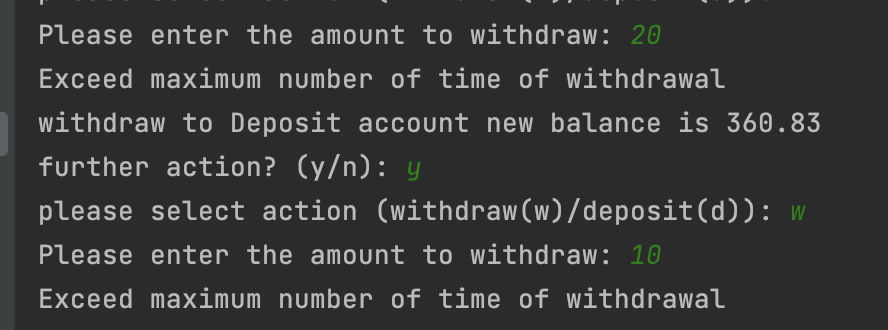 Please enter the amount to withdraw: 20
Exceed maximum number of time of withdrawal
withdraw to Deposit account new balance is 360.83
further action? (y/n): y
please select action (withdraw(w)/deposit(d)): w
Please enter the amount to withdraw: 10
Exceed maximum number of time of withdrawal